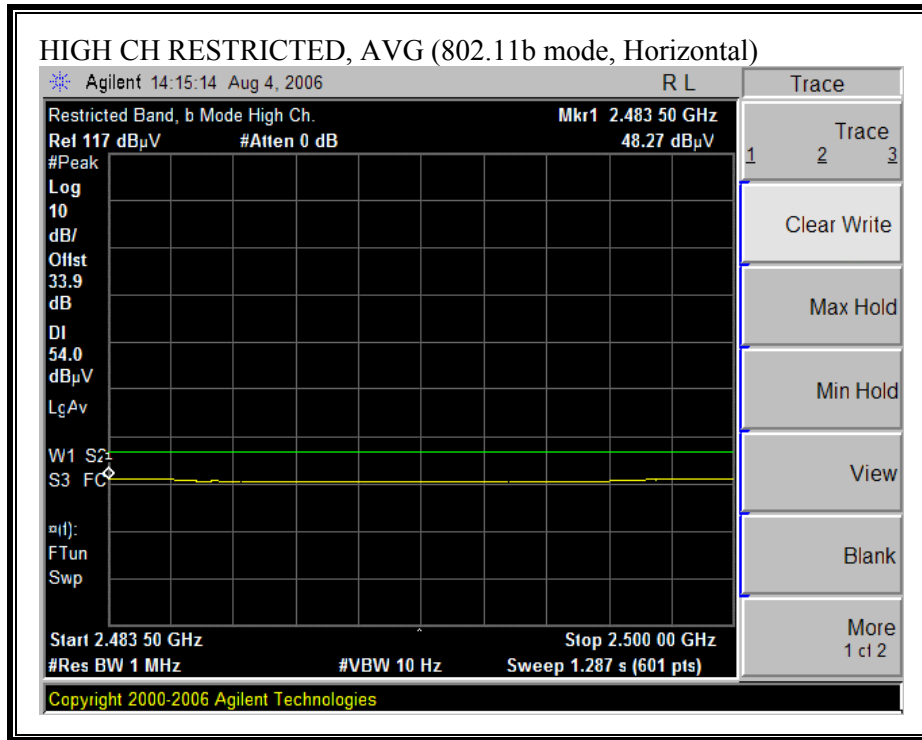 HIGH CH RESTRICTED, AVG (802.11b mode, Horizontal)
Agilent 14:15:14 Aug 4, 2006 R L
Restricted Band, b Mode High Ch. Mkr1 2.483 50 GHz
Ref 117 dBµV #Atten 0 dB 48.27 dBµV
#Peak
Log
10
dB/
Offst
33.9
dB
DI
54.0
dBµV
LgAv
W1 S2
S3 FC
¤(f):
FTun
Swp
1
Start 2.483 50 GHz Stop 2.500 00 GHz
#Res BW 1 MHz #VBW 10 Hz Sweep 1.287 s (601 pts)
Copyright 2000-2006 Agilent Technologies
Trace
Trace
1 2 3
Clear Write
Max Hold
Min Hold
View
Blank
More
1 of 2